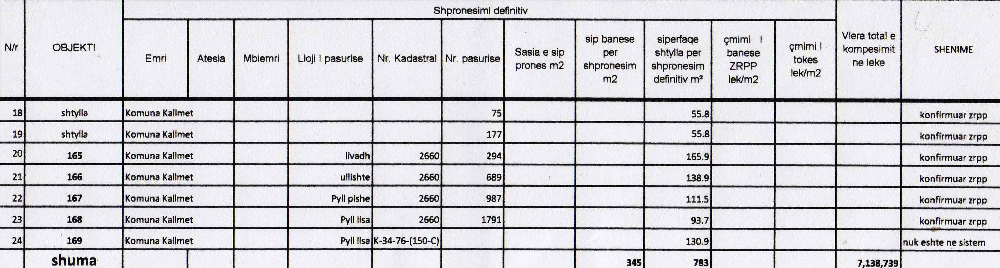 Shpronesimi definitiv
N/r OBJEKTI Emri Atesia Mbiemri Lloji I pasurise Nr. Kadastral Nr. pasurise Sasia e sip prones m2 sip banese per shpronesim m2 siperfaqe shtylla per shpronesim definitiv m² çmimi I banese ZRPP lek/m2 çmimi I tokes lek/m2 Vlera total e kompesimit ne leke SHENIME
18 shtylla Komuna Kallmet 75 55.8 konfirmuar zrpp
19 shtylla Komuna Kallmet 177 55.8 konfirmuar zrpp
20 165 Komuna Kallmet livadh 2660 294 165.9 konfirmuar zrpp
21 166 Komuna Kallmet ullishte 2660 689 138.9 konfirmuar zrpp
22 167 Komuna Kallmet Pyll pishe 2660 987 111.5 konfirmuar zrpp
23 168 Komuna Kallmet Pyll lisa 2660 1791 93.7 konfirmuar zrpp
24 169 Komuna Kallmet Pyll lisa K-34-76-(150-C) 130.9 nuk eshte ne sistem
shuma 345 783 7,138,739